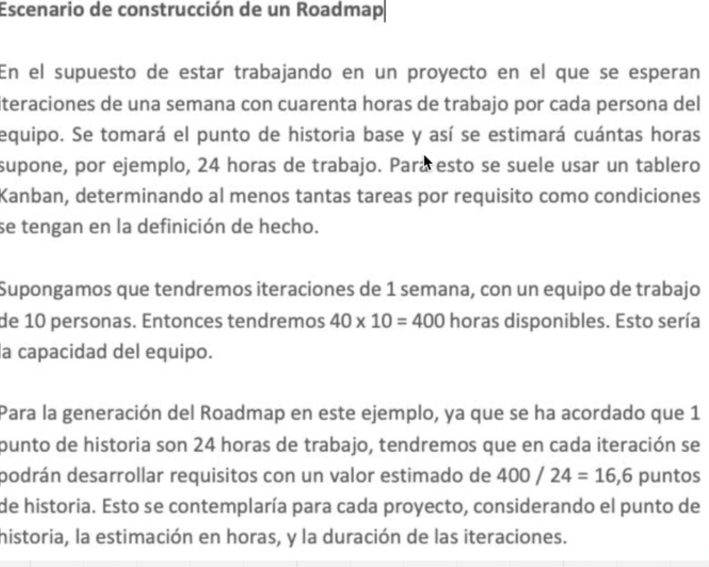 Escenario de construcción de un Roadmap
En el supuesto de estar trabajando en un proyecto en el que se esperan
iteraciones de una semana con cuarenta horas de trabajo por cada persona del
equipo. Se tomará el punto de historia base y así se estimará cuántas horas
supone, por ejemplo, 24 horas de trabajo. Para esto se suele usar un tablero
Kanban, determinando al menos tantas tareas por requisito como condiciones
se tengan en la definición de hecho.
Supongamos que tendremos iteraciones de 1 semana, con un equipo de trabajo
de 10 personas. Entonces tendremos 40 x 10 = 400 horas disponibles. Esto sería
la capacidad del equipo.
Para la generación del Roadmap en este ejemplo, ya que se ha acordado que 1
punto de historia son 24 horas de trabajo, tendremos que en cada iteración se
podrán desarrollar requisitos con un valor estimado de 400 / 24 = 16,6 puntos
de historia. Esto se contemplaría para cada proyecto, considerando el punto de
historia, la estimación en horas, y la duración de las iteraciones.